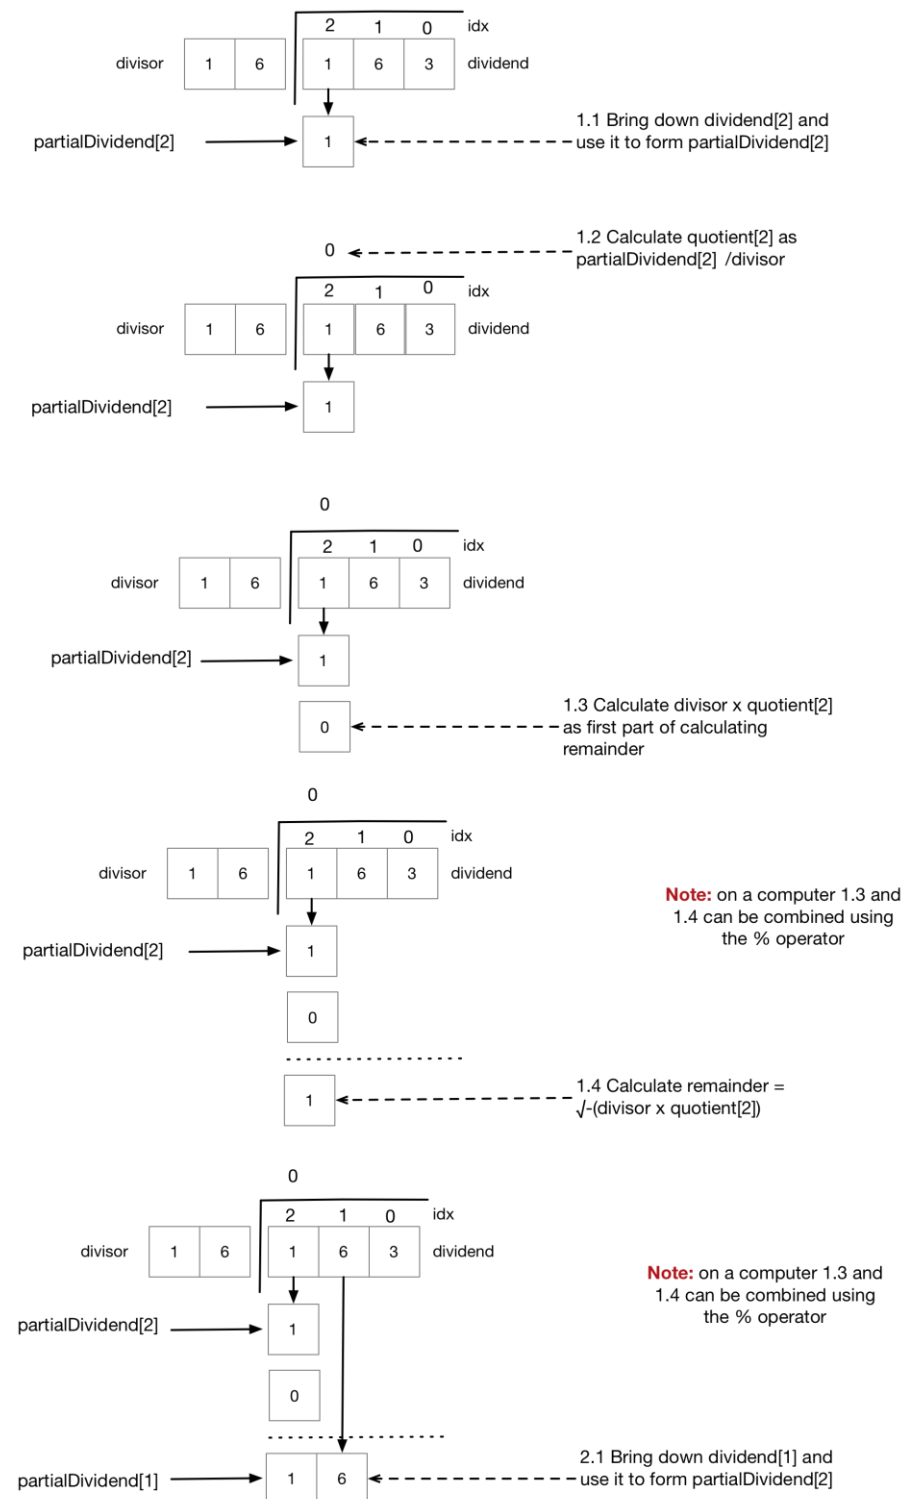 2 1 0 idx
divisor 1 6 1 6 3 dividend
1.1 Bring down dividend[2] and
use it to form partialDividend[2]
partialDividend[2] 1
0
1.2 Calculate quotient[2] as
partialDividend[2] /divisor
2 1 0 idx
divisor 1 6 1 6 3 dividend
partialDividend[2] 1
0
2 1 0 idx
divisor 1 6 1 6 3 dividend
partialDividend[2] 1
0
1.3 Calculate divisor x quotient[2]
as first part of calculating
remainder
0
2 1 0 idx
divisor 1 6 1 6 3 dividend
Note: on a computer 1.3 and
1.4 can be combined using
the % operator
partialDividend[2] 1
0
1
1.4 Calculate remainder =
√-(divisor x quotient[2])
0
2 1 0 idx
divisor 1 6 1 6 3 dividend
Note: on a computer 1.3 and
1.4 can be combined using
the % operator
partialDividend[2] 1
0
partialDividend[1] 1 6
2.1 Bring down dividend[1] and
use it to form partialDividend[2]